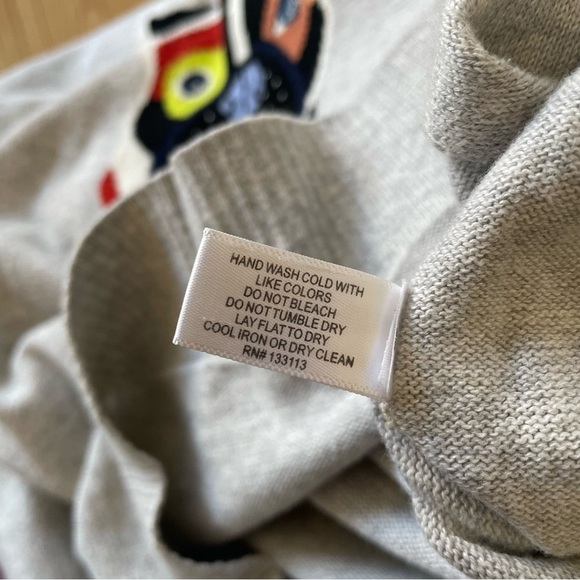 HAND WASH COLD WITH
LIKE COLORS
DO NOT BLEACH
DO NOT TUMBLE DRY
LAY FLAT TO DRY
COOL IRON OR DRY CLEAN
RN# 133113